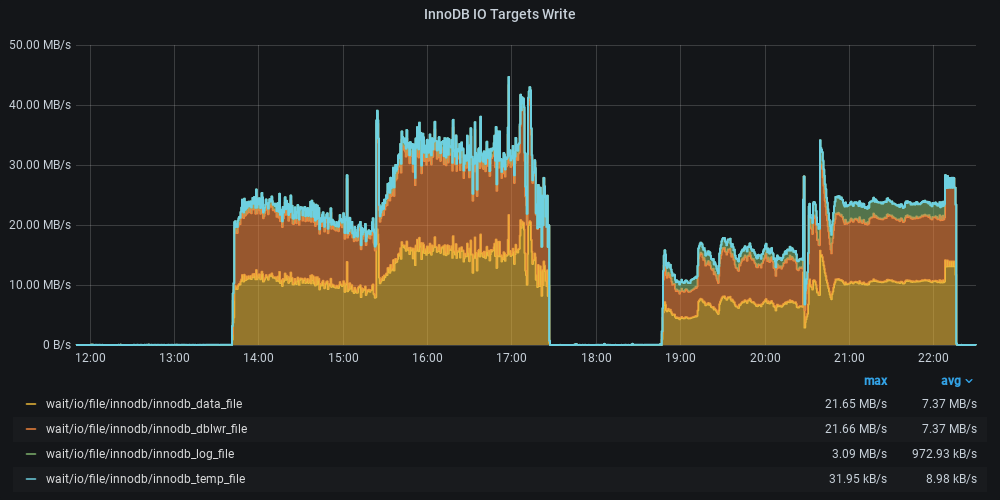 InnoDB IO Targets Write
50.00 MB/s
40.00 MB/s
30.00 MB/s
20.00 MB/s
10.00 MB/s
0 B/s
12:00 13:00 14:00 15:00 16:00 17:00 18:00 19:00 20:00 21:00 22:00
max avg
wait/io/file/innodb/innodb_data_file 21.65 MB/s 7.37 MB/s
wait/io/file/innodb/innodb_dblwr_file 21.66 MB/s 7.37 MB/s
wait/io/file/innodb/innodb_log_file 3.09 MB/s 972.93 kB/s
wait/io/file/innodb/innodb_temp_file 31.95 kB/s 8.98 kB/s